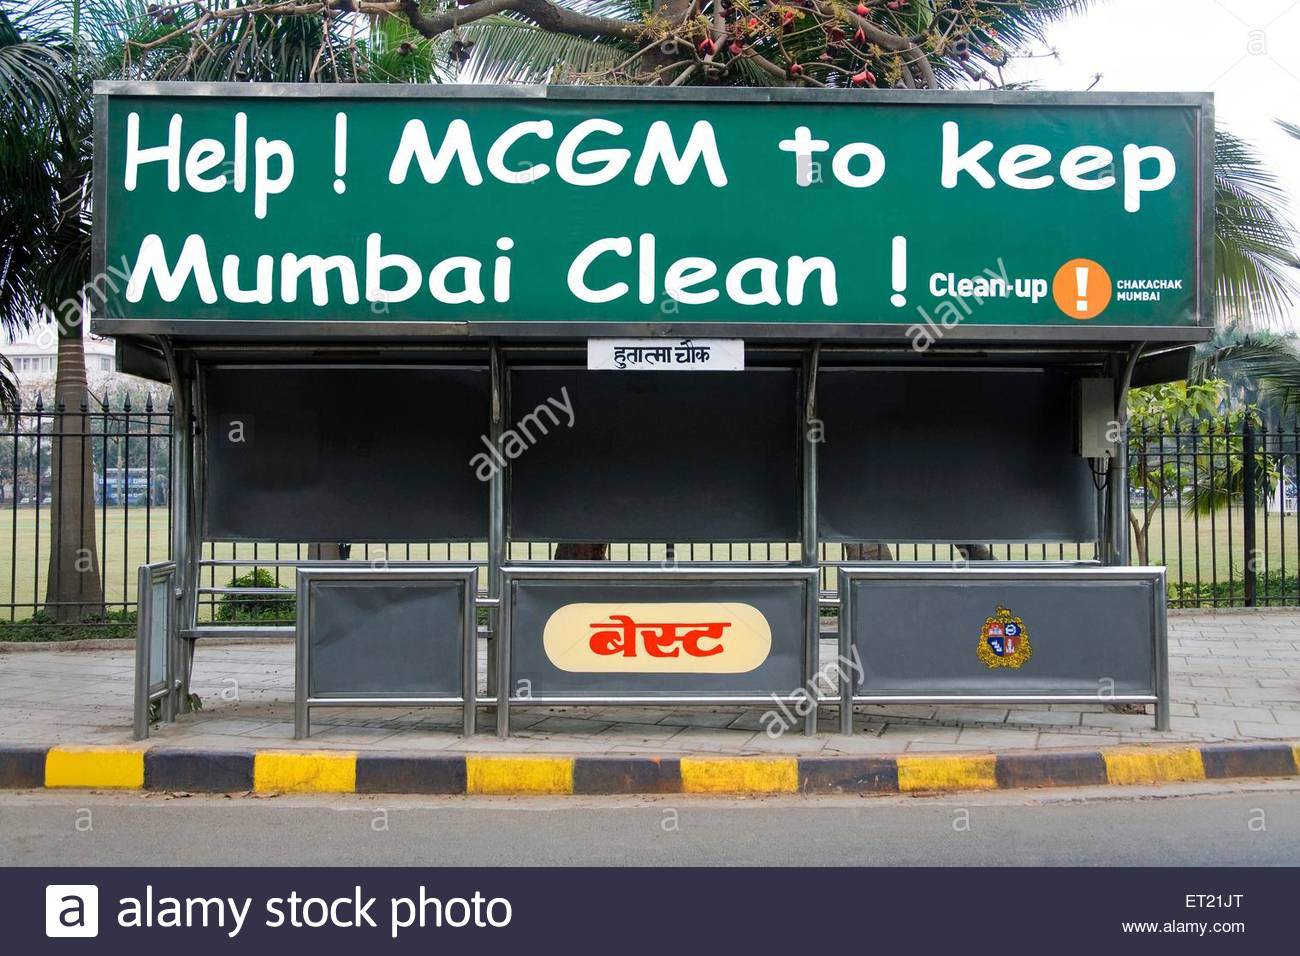 Help ! MCGM to keep
Mumbai Clean !
Clean-up ! CHAKACHAK
MUMBAI
हुतात्मा चौक
बेस्ट
a alamy stock photo
ET21JT
www.alamy.com